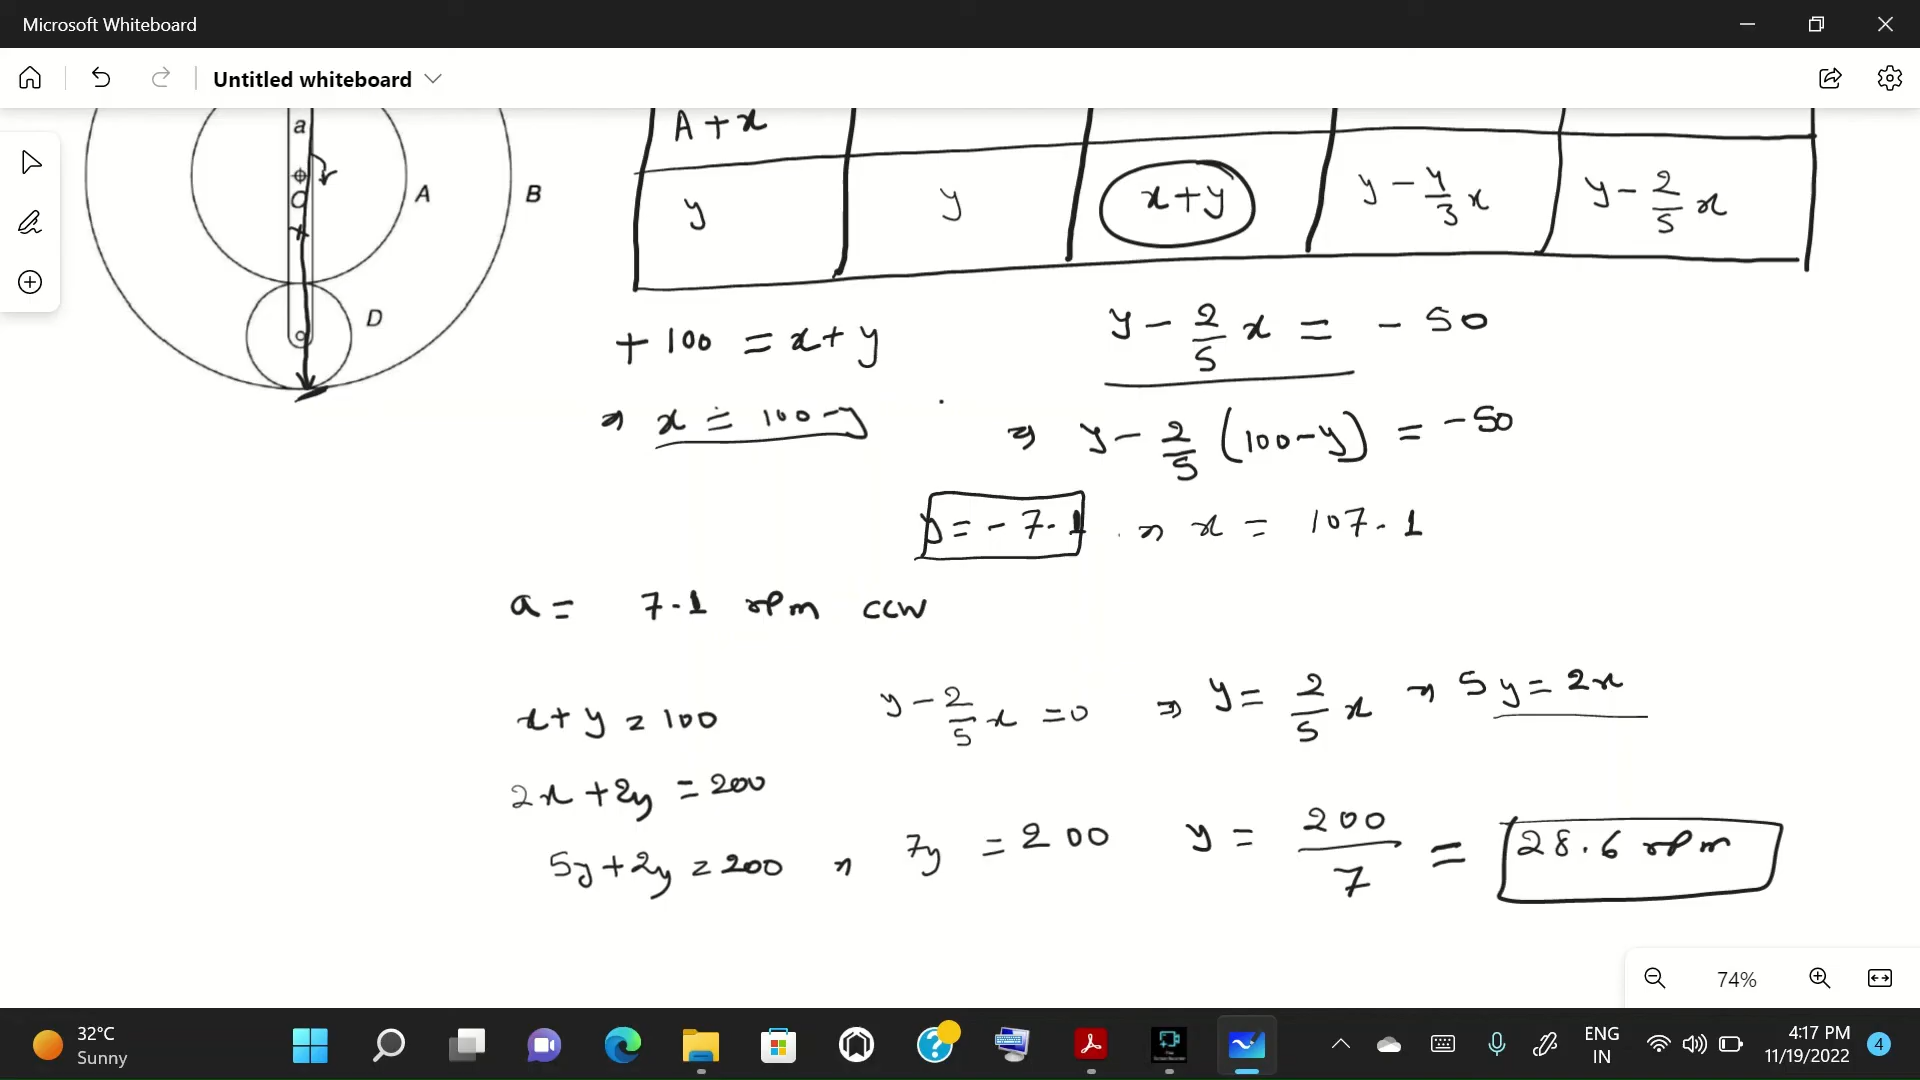 Microsoft Whiteboard
Untitled whiteboard
a
A
B
D
A + x
y
y
x+y
y - 4/3 x
y - 2/5 x
+ 100 = x + y
y - 2/5 x = - 50
⇒ x = 100 - y
⇒ y - 2/5 (100 - y) = - 50
y = - 7.1 ⇒ x = 107.1
a = 7.1 rpm ccw
x + y = 100
y - 2/5 x = 0 ⇒ y = 2/5 x ⇒ 5y = 2x
2x + 2y = 200
5y + 2y = 200 ⇒ 7y = 200 y = 200/7 = 28.6 rpm
74%
32°C
Sunny
ENG
IN
4:17 PM
11/19/2022
4